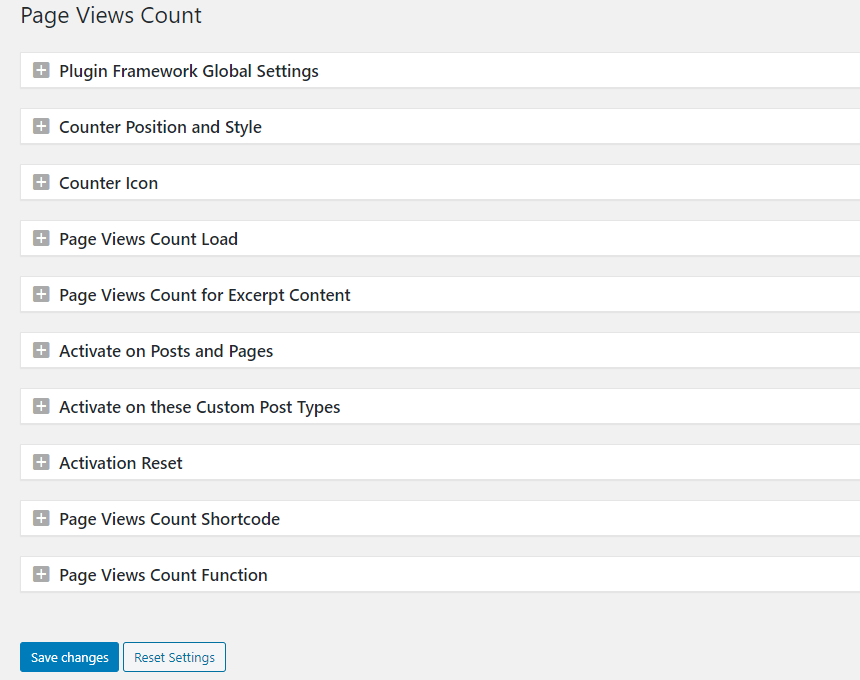 Page Views Count
Plugin Framework Global Settings
Counter Position and Style
Counter Icon
Page Views Count Load
Page Views Count for Excerpt Content
Activate on Posts and Pages
Activate on these Custom Post Types
Activation Reset
Page Views Count Shortcode
Page Views Count Function
Save changes Reset Settings